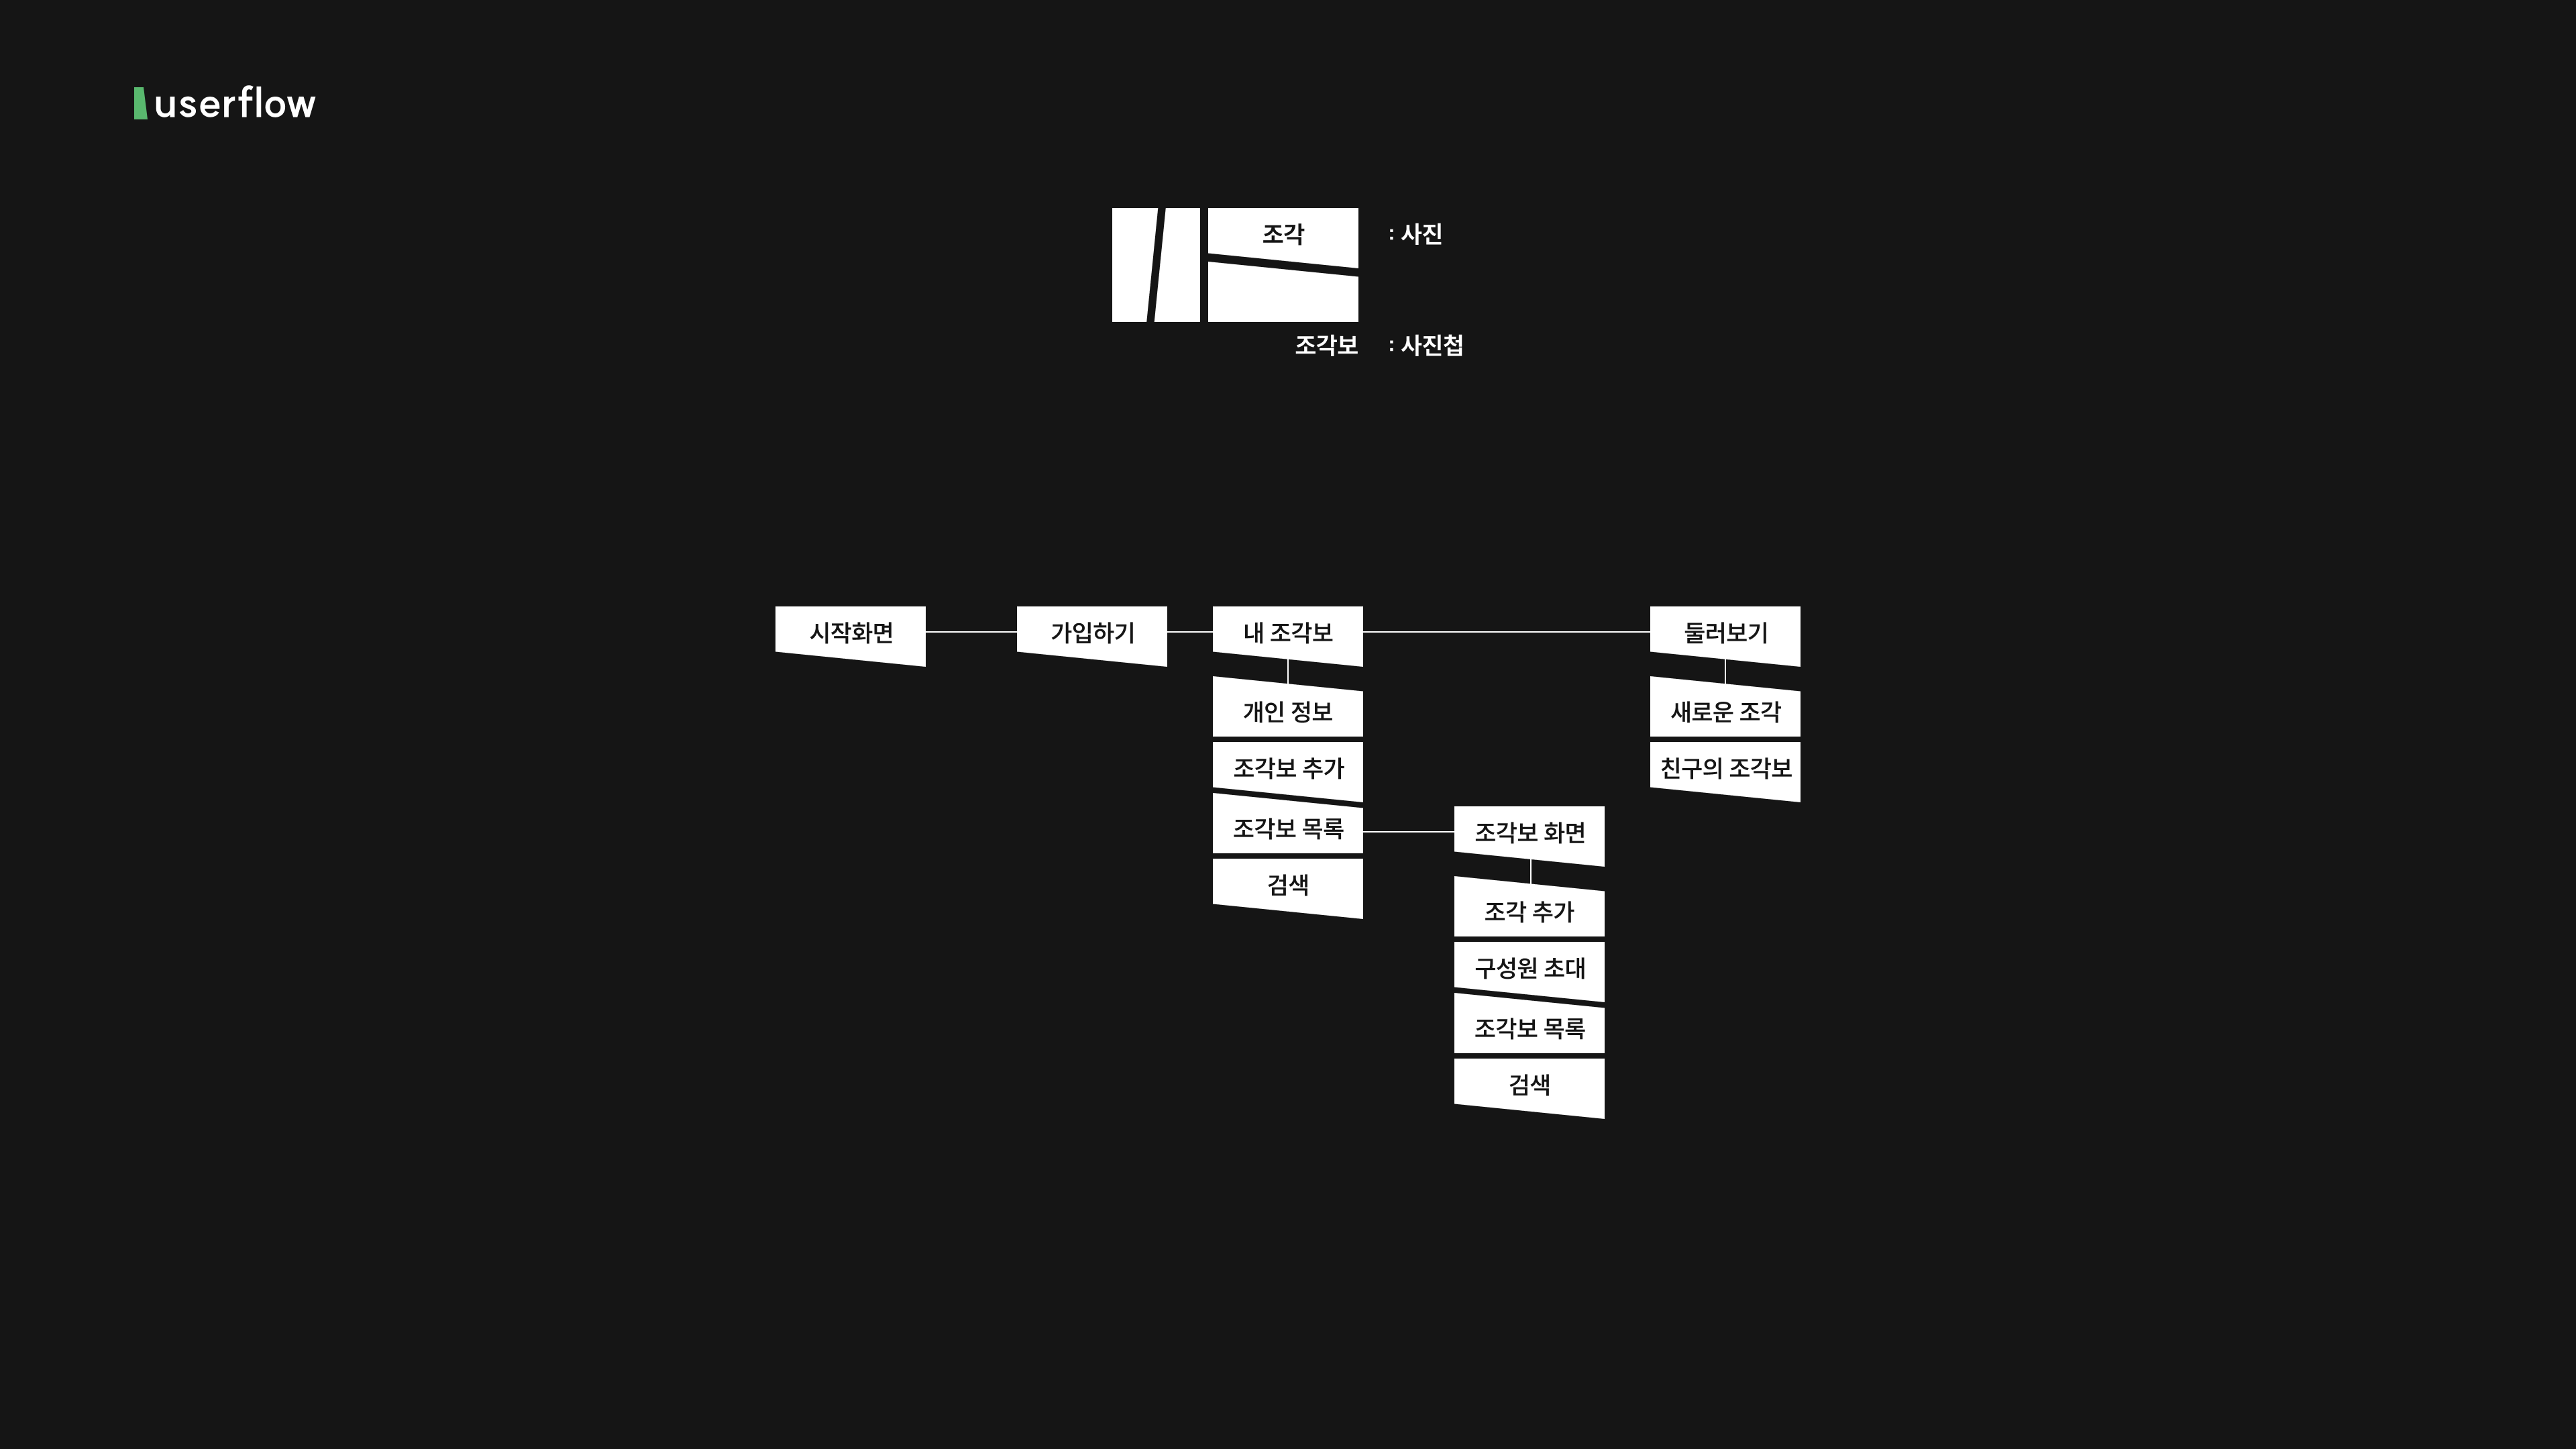 userflow
조각
: 사진
조각보
: 사진첩
시작화면
가입하기
내 조각보
둘러보기
개인 정보
조각보 추가
조각보 목록
검색
새로운 조각
친구의 조각보
조각보 화면
조각 추가
구성원 초대
조각보 목록
검색